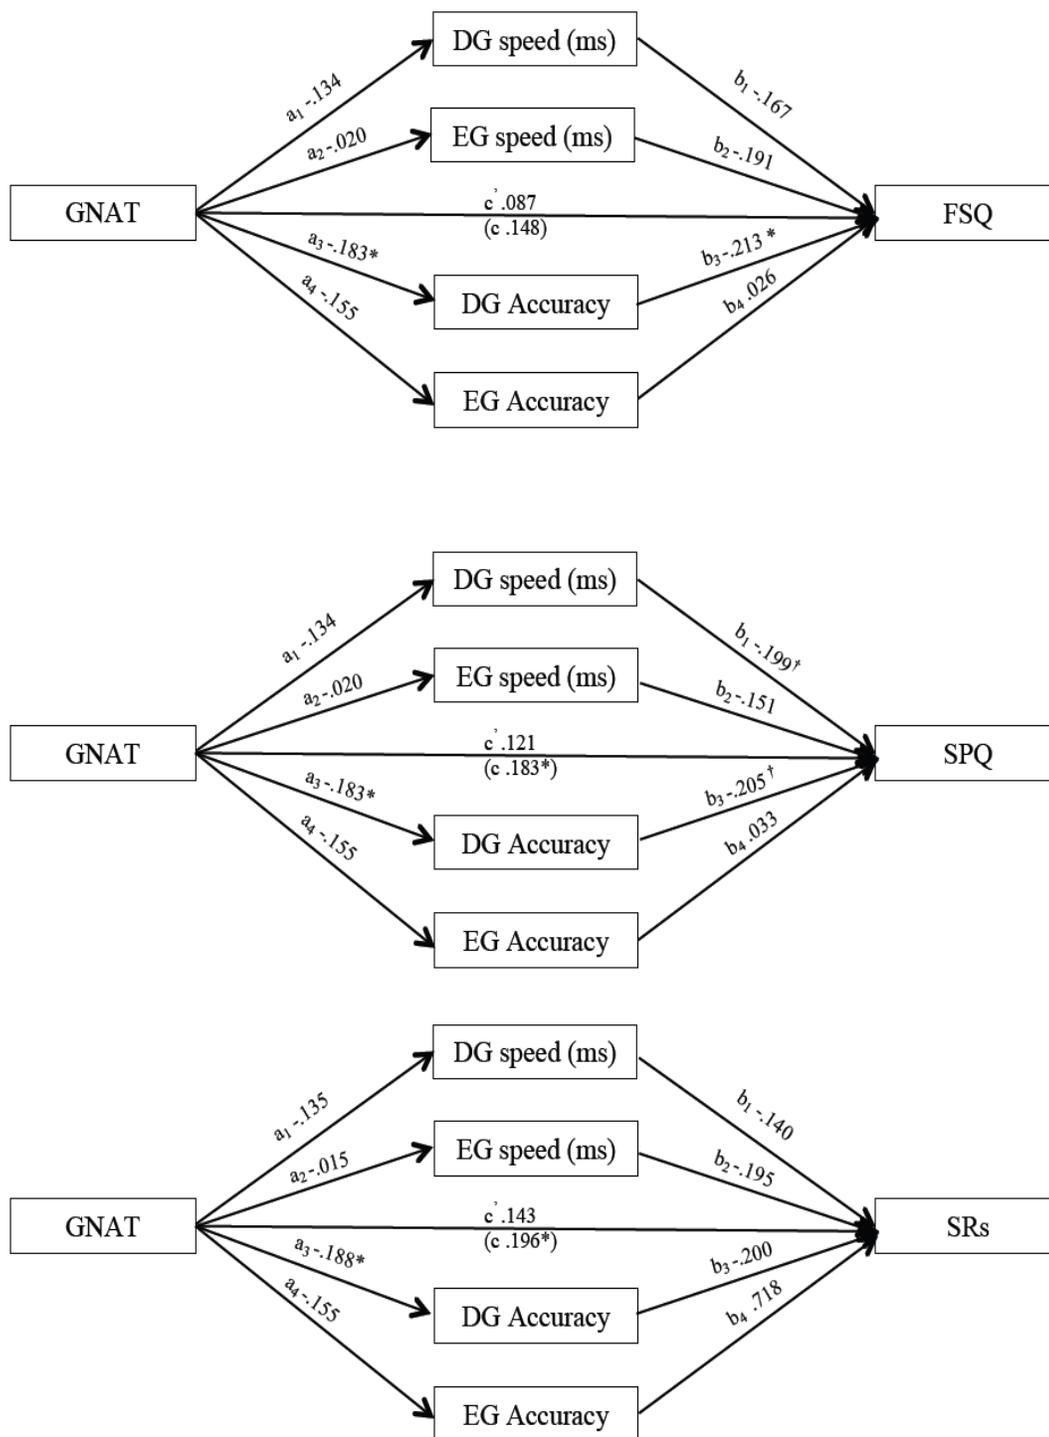 DG speed (ms)
a₁ -.134
b₁ -.167
EG speed (ms)
a₂ -.020
b₂ -.191
GNAT
c' .087
(c .148)
FSQ
a₃ -.183*
b₃ -.213 *
DG Accuracy
a₄ -.155
b₄ .026
EG Accuracy
DG speed (ms)
a₁ -.134
b₁ -.199†
EG speed (ms)
a₂ -.020
b₂ -.151
GNAT
c' .121
(c .183*)
SPQ
a₃ -.183*
b₃ -.205†
DG Accuracy
a₄ -.155
b₄ .033
EG Accuracy
DG speed (ms)
a₁ -.135
b₁ -.140
EG speed (ms)
a₂ -.015
b₂ -.195
GNAT
c' .143
(c .196*)
SRs
a₃ -.188*
b₃ -.200
DG Accuracy
a₄ -.155
b₄ .718
EG Accuracy